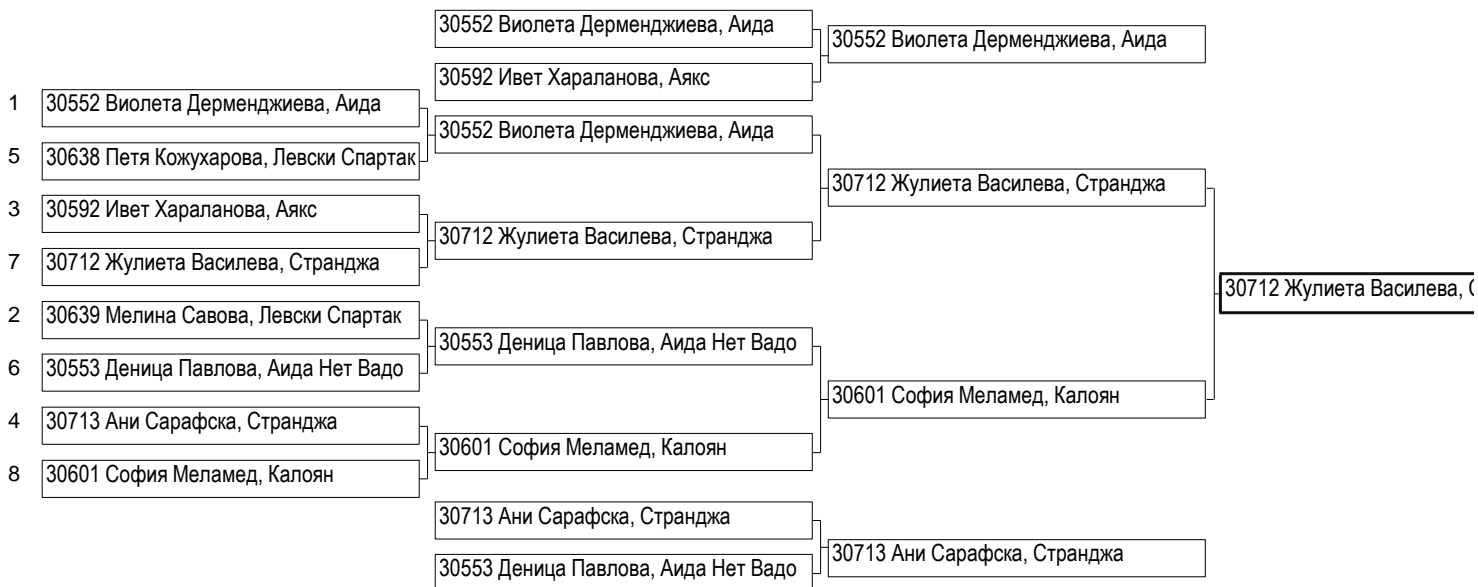 30552 Виолета Дерменджиева, Аида
30592 Ивет Хараланова, Аякс
30552 Виолета Дерменджиева, Аида
1 30552 Виолета Дерменджиева, Аида
5 30638 Петя Кожухарова, Левски Спартак
30552 Виолета Дерменджиева, Аида
3 30592 Ивет Хараланова, Аякс
7 30712 Жулиета Василева, Странджа
30712 Жулиета Василева, Странджа
30712 Жулиета Василева, Странджа
2 30639 Мелина Савова, Левски Спартак
6 30553 Деница Павлова, Аида Нет Вадо
30553 Деница Павлова, Аида Нет Вадо
4 30713 Ани Сарафска, Странджа
8 30601 София Меламед, Калоян
30601 София Меламед, Калоян
30601 София Меламед, Калоян
30712 Жулиета Василева,
30713 Ани Сарафска, Странджа
30553 Деница Павлова, Аида Нет Вадо
30713 Ани Сарафска, Странджа